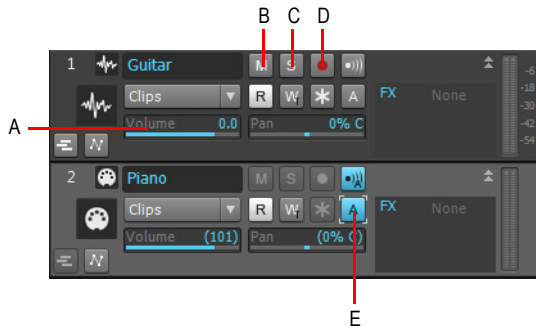 B C D
1 Guitar M S
Clips R W A FX None
A Volume 0.0 Pan 0% C
-6
-18
-30
-42
-54
2 Piano M S A
Clips R W A FX None
Volume (101) Pan (0% C)
E